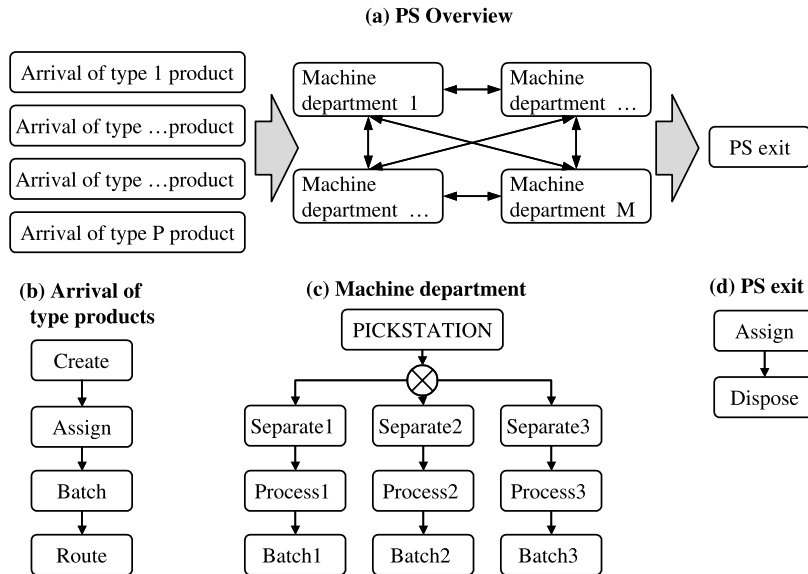 (a) PS Overview
Arrival of type 1 product
Arrival of type …product
Arrival of type …product
Arrival of type P product
Machine
department 1
Machine
department …
Machine
department …
Machine
department M
PS exit
(b) Arrival of
type products
Create
Assign
Batch
Route
(c) Machine department
PICKSTATION
Separate1
Separate2
Separate3
Process1
Process2
Process3
Batch1
Batch2
Batch3
(d) PS exit
Assign
Dispose